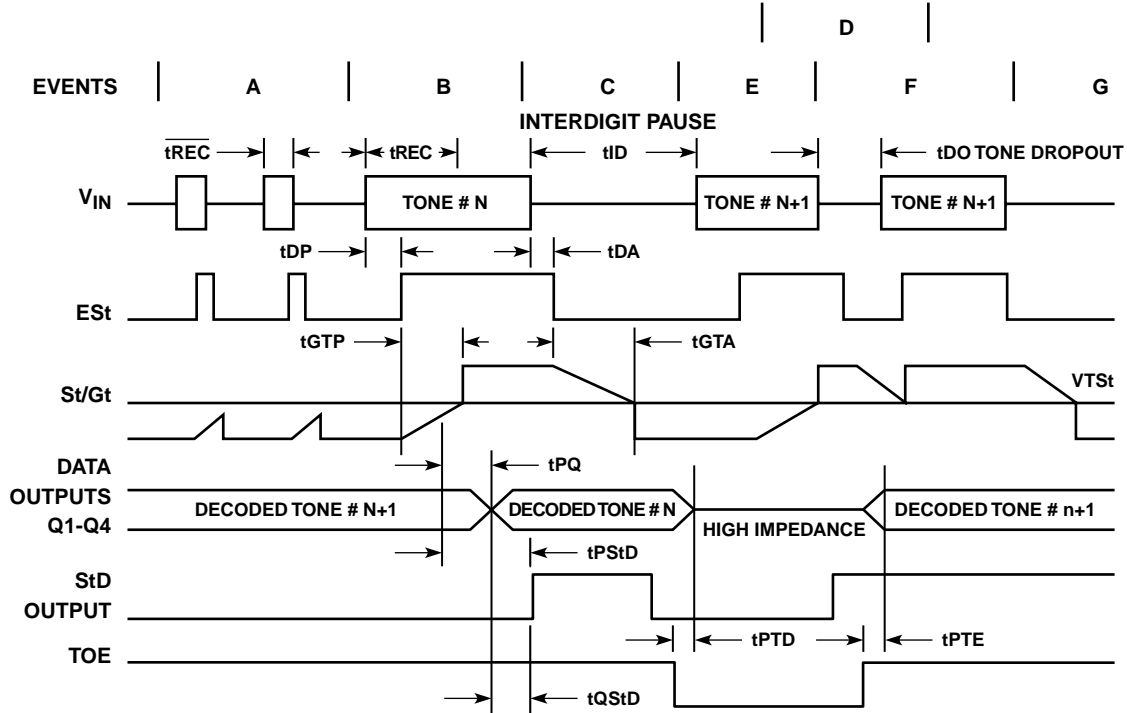 D
EVENTS A B C E F G
INTERDIGIT PAUSE
tREC tREC tID tDO TONE DROPOUT
VIN TONE # N TONE # N+1 TONE # N+1
tDP tDA
ESt
tGTP tGTA
St/Gt VTSt
DATA
tPQ
OUTPUTS
DECODED TONE # N+1 DECODED TONE # N DECODED TONE # n+1
Q1-Q4 HIGH IMPEDANCE
tPStD
StD
OUTPUT
tPTD tPTE
TOE
tQStD